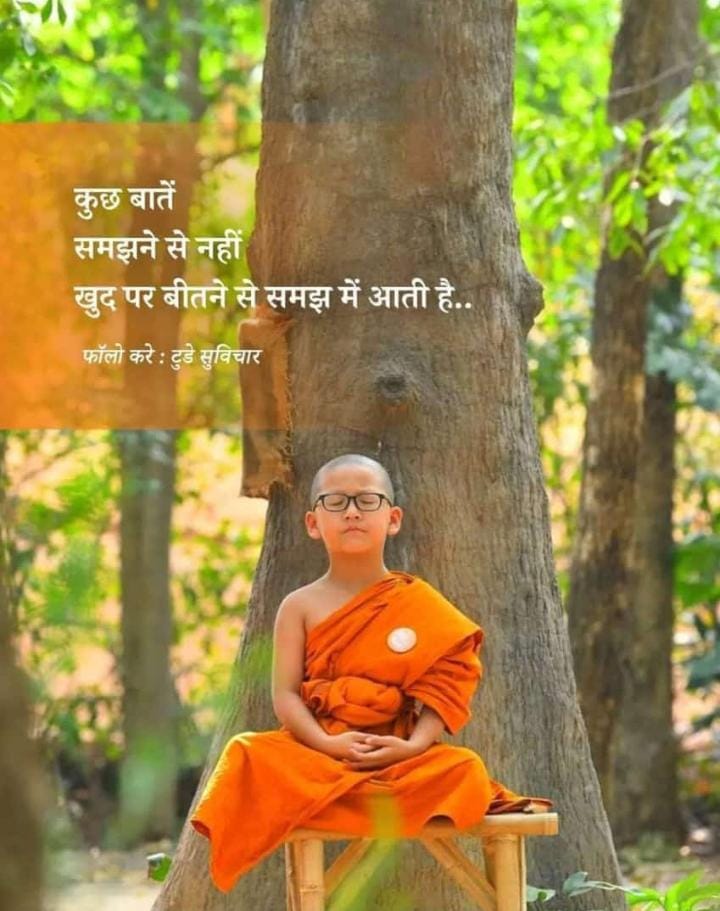 कुछ बातें
समझने से नहीं
खुद पर बीतने से समझ में आती है..
फॉलो करे : टुडे सुविचार